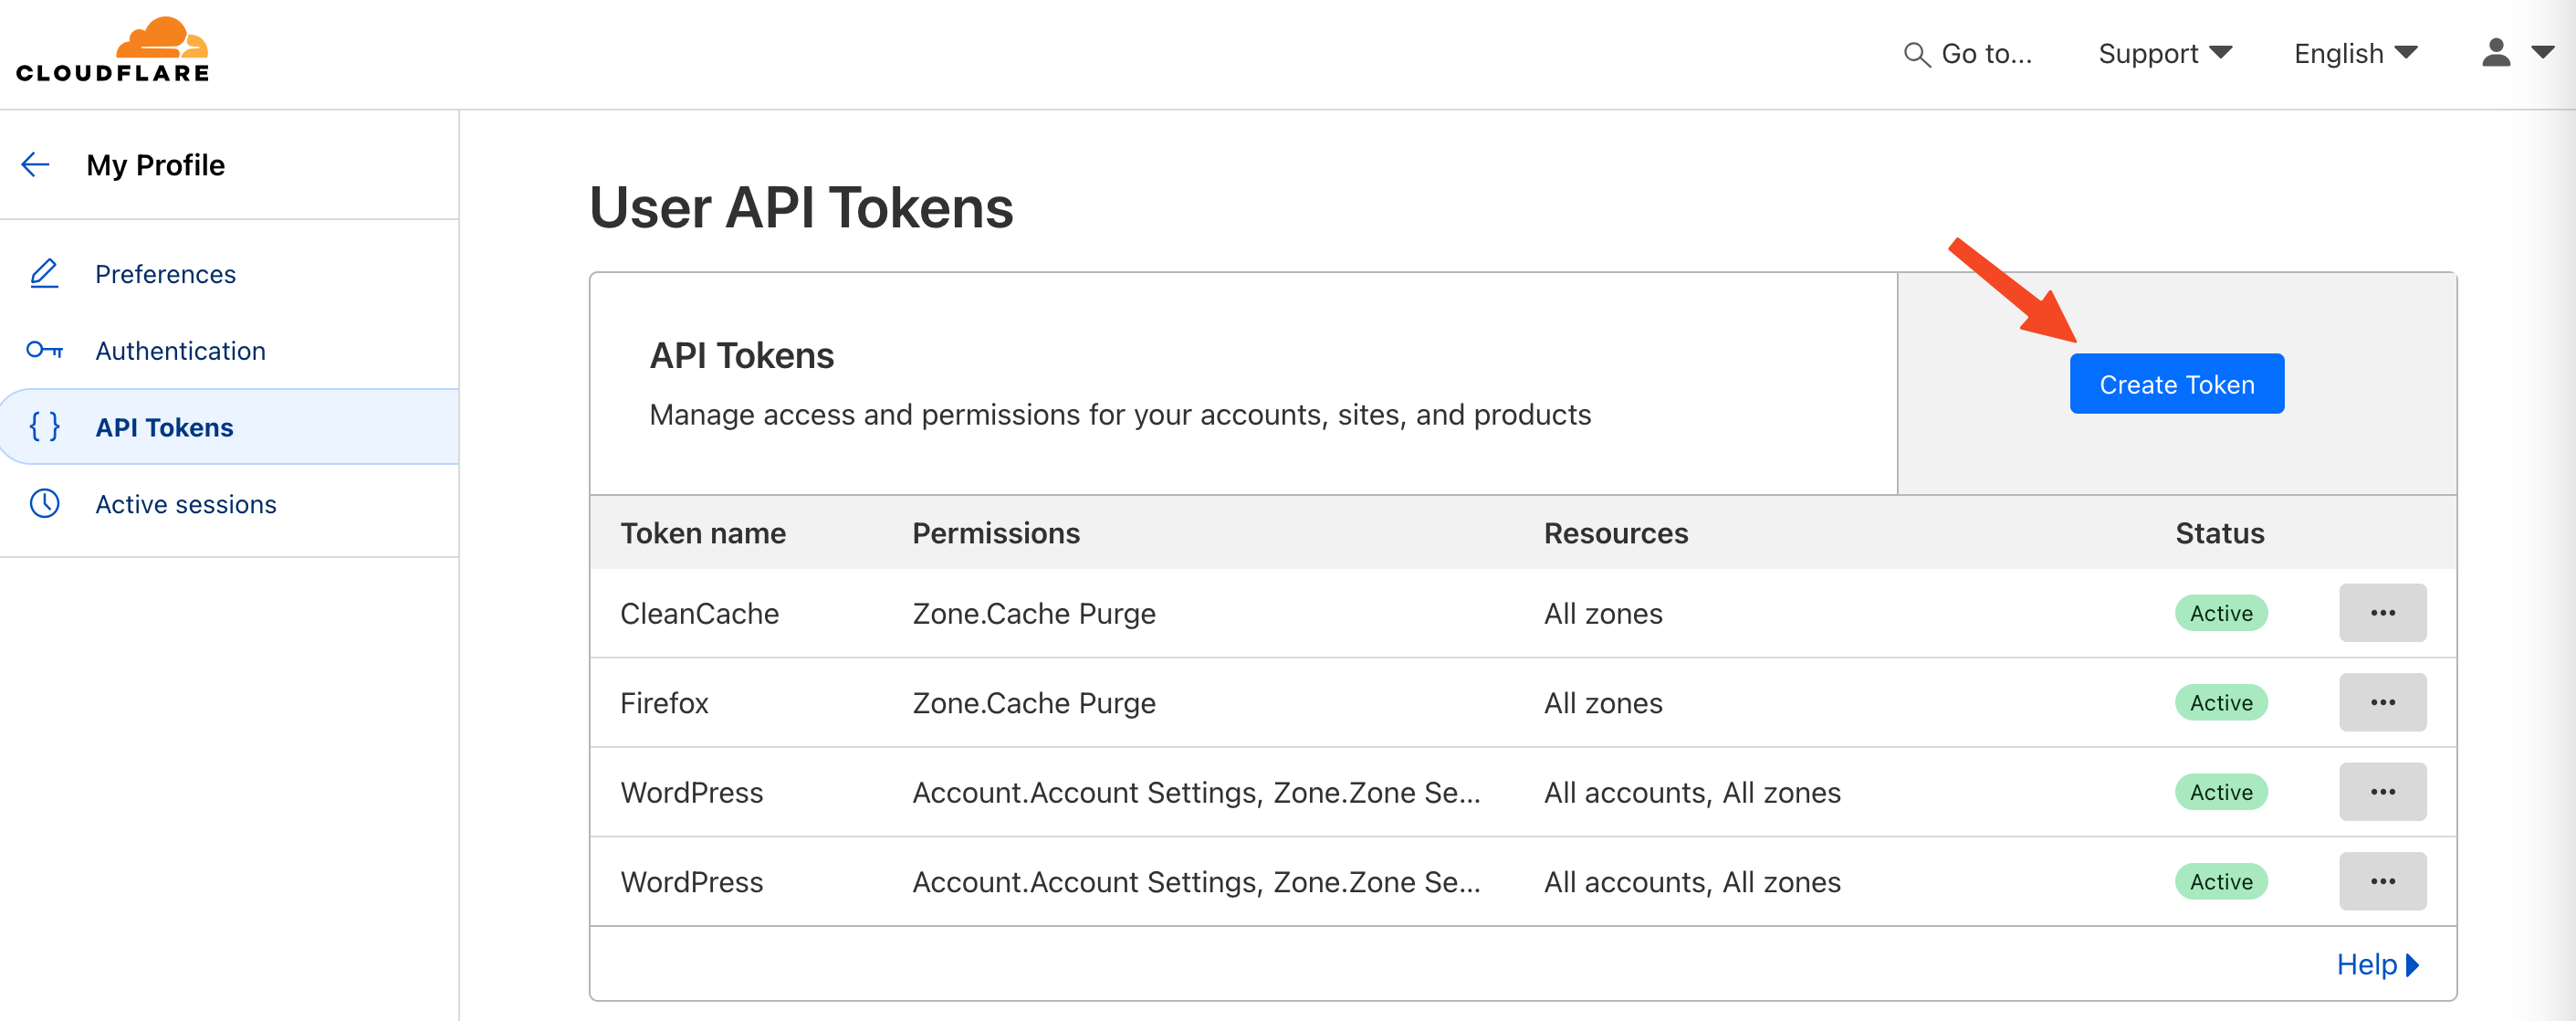 CLOUDFLARE
Go to...
Support
English
My Profile
Preferences
Authentication
API Tokens
Active sessions
User API Tokens
API Tokens
Manage access and permissions for your accounts, sites, and products
Create Token
Token name Permissions Resources Status
CleanCache Zone.Cache Purge All zones Active
Firefox Zone.Cache Purge All zones Active
WordPress Account.Account Settings, Zone.Zone Se... All accounts, All zones Active
WordPress Account.Account Settings, Zone.Zone Se... All accounts, All zones Active
Help